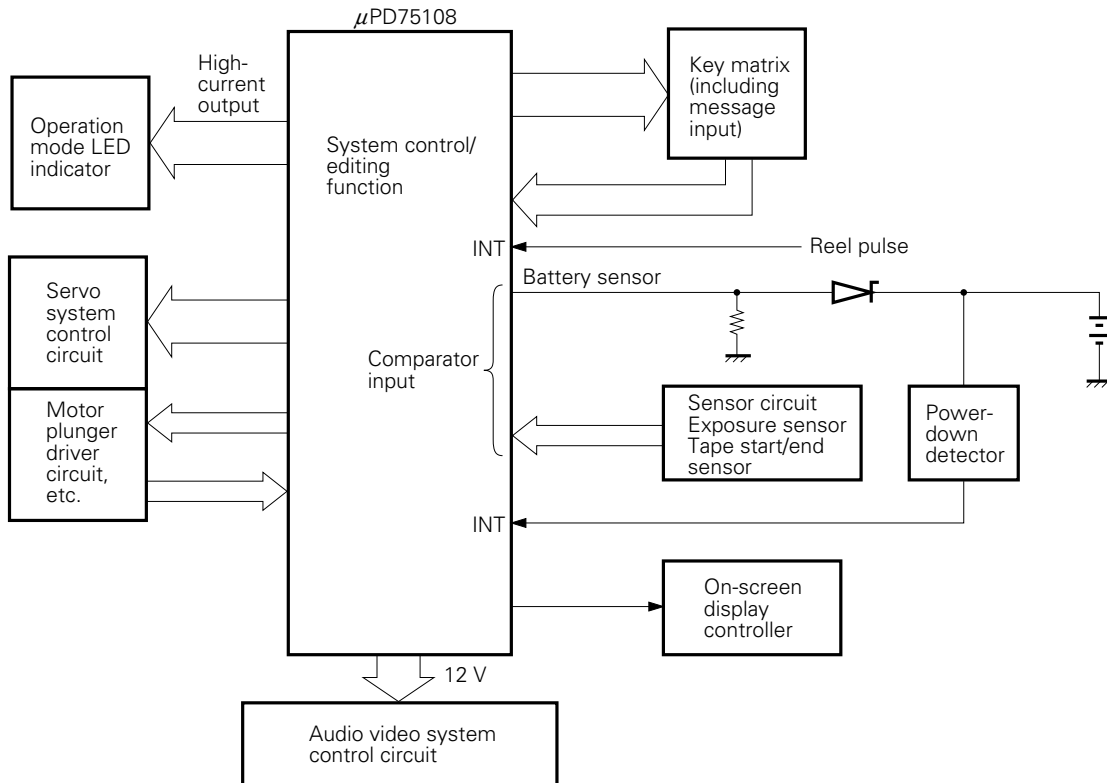 μPD75108
High-
current
output
Operation
mode LED
indicator
System control/
editing
function
Key matrix
(including
message
input)
INT
Reel pulse
Battery sensor
Servo
system
control
circuit
Comparator
input
Motor
plunger
driver
circuit,
etc.
Sensor circuit
Exposure sensor
Tape start/end
sensor
Power-
down
detector
INT
On-screen
display
controller
12 V
Audio video system
control circuit